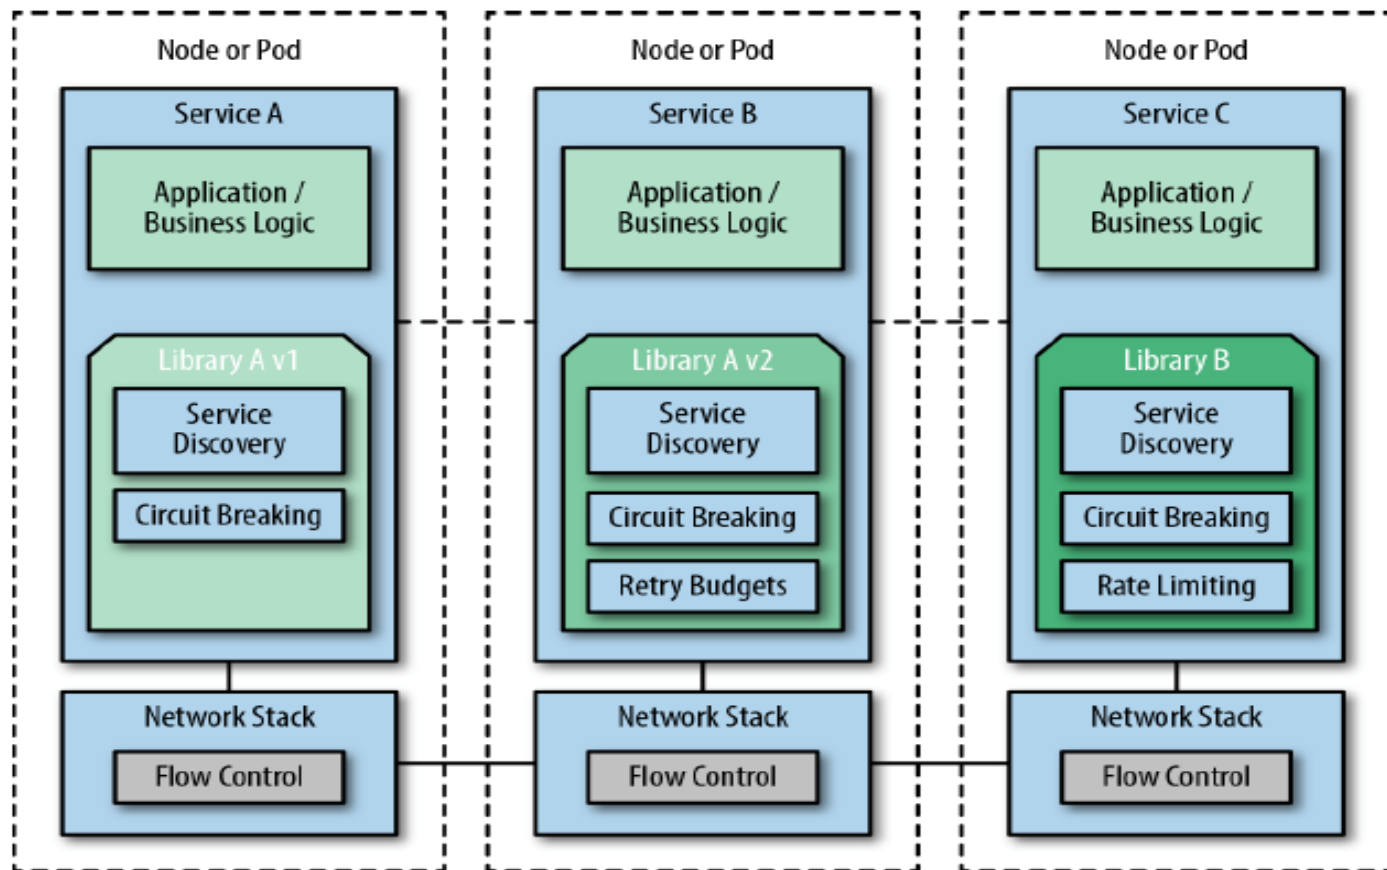 Node or Pod
Service A
Application /
Business Logic
Library A v1
Service
Discovery
Circuit Breaking
Network Stack
Flow Control
Node or Pod
Service B
Application /
Business Logic
Library A v2
Service
Discovery
Circuit Breaking
Retry Budgets
Network Stack
Flow Control
Node or Pod
Service C
Application /
Business Logic
Library B
Service
Discovery
Circuit Breaking
Rate Limiting
Network Stack
Flow Control